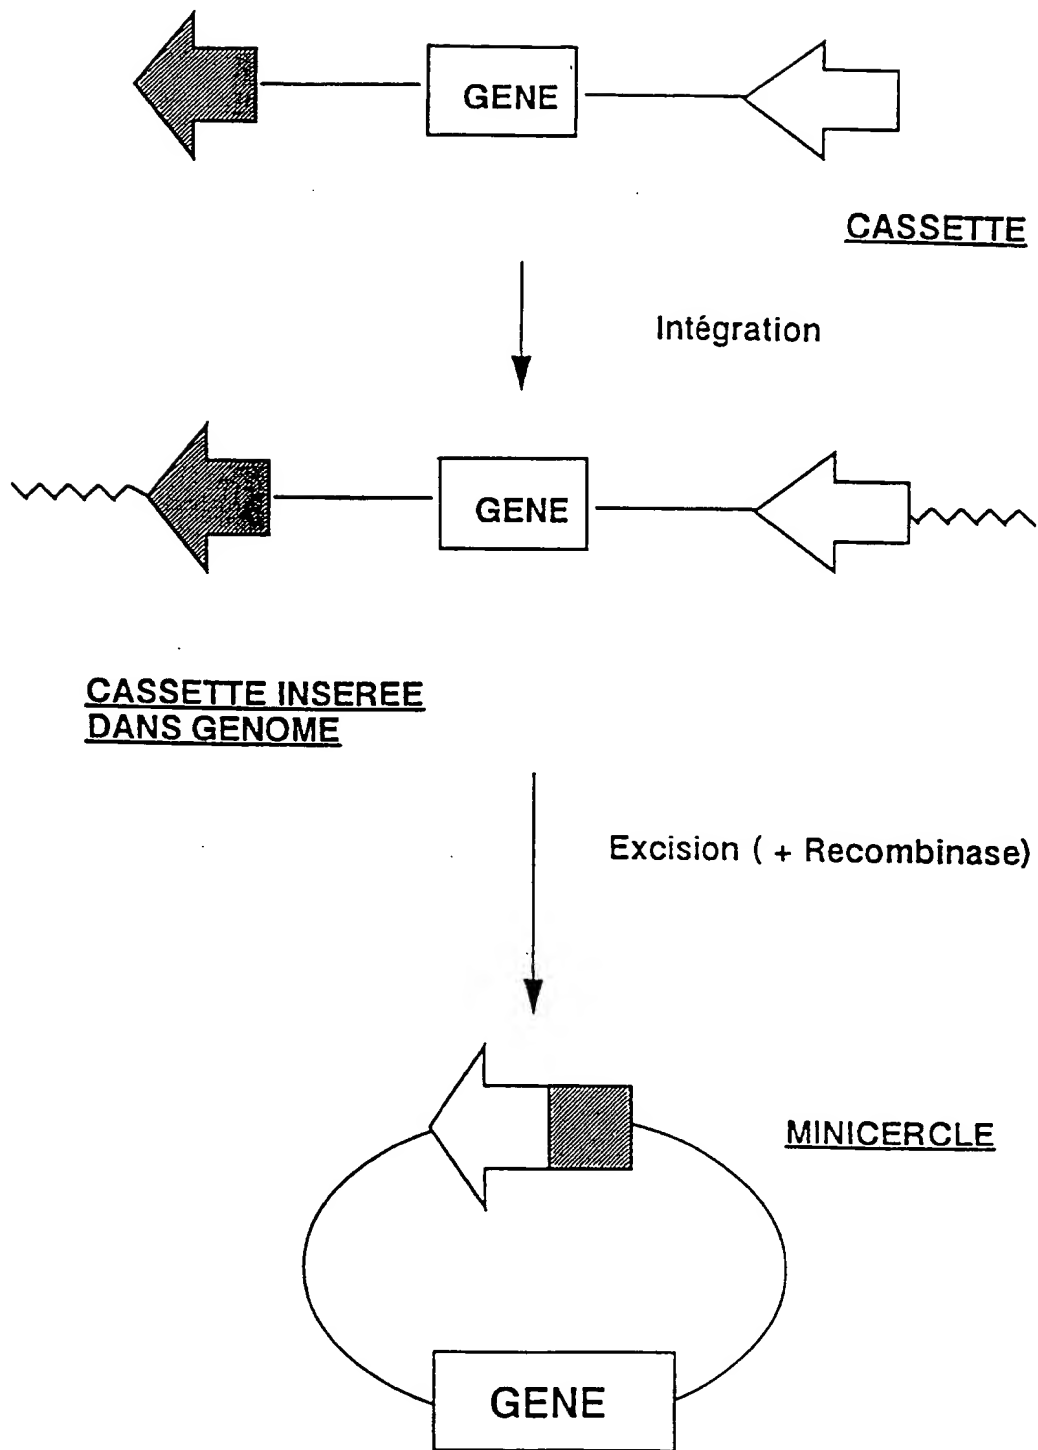 GENE
CASSETTE
Intégration
GENE
CASSETTE INSEREE
DANS GENOME
Excision ( + Recombinase)
MINICERCLE
GENE